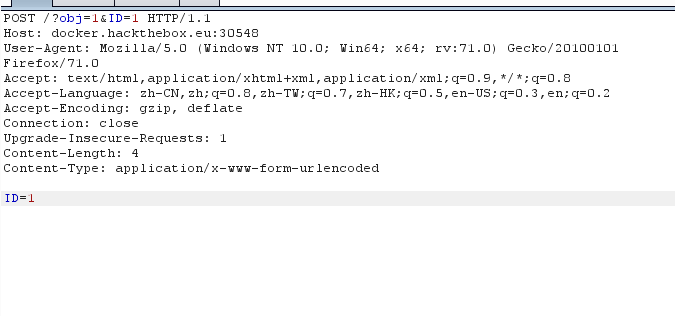 POST /?obj=1&ID=1 HTTP/1.1
Host: docker.hackthebox.eu:30548
User-Agent: Mozilla/5.0 (Windows NT 10.0; Win64; x64; rv:71.0) Gecko/20100101
Firefox/71.0
Accept: text/html,application/xhtml+xml,application/xml;q=0.9,*/*;q=0.8
Accept-Language: zh-CN,zh;q=0.8,zh-TW;q=0.7,zh-HK;q=0.5,en-US;q=0.3,en;q=0.2
Accept-Encoding: gzip, deflate
Connection: close
Upgrade-Insecure-Requests: 1
Content-Length: 4
Content-Type: application/x-www-form-urlencoded
ID=1